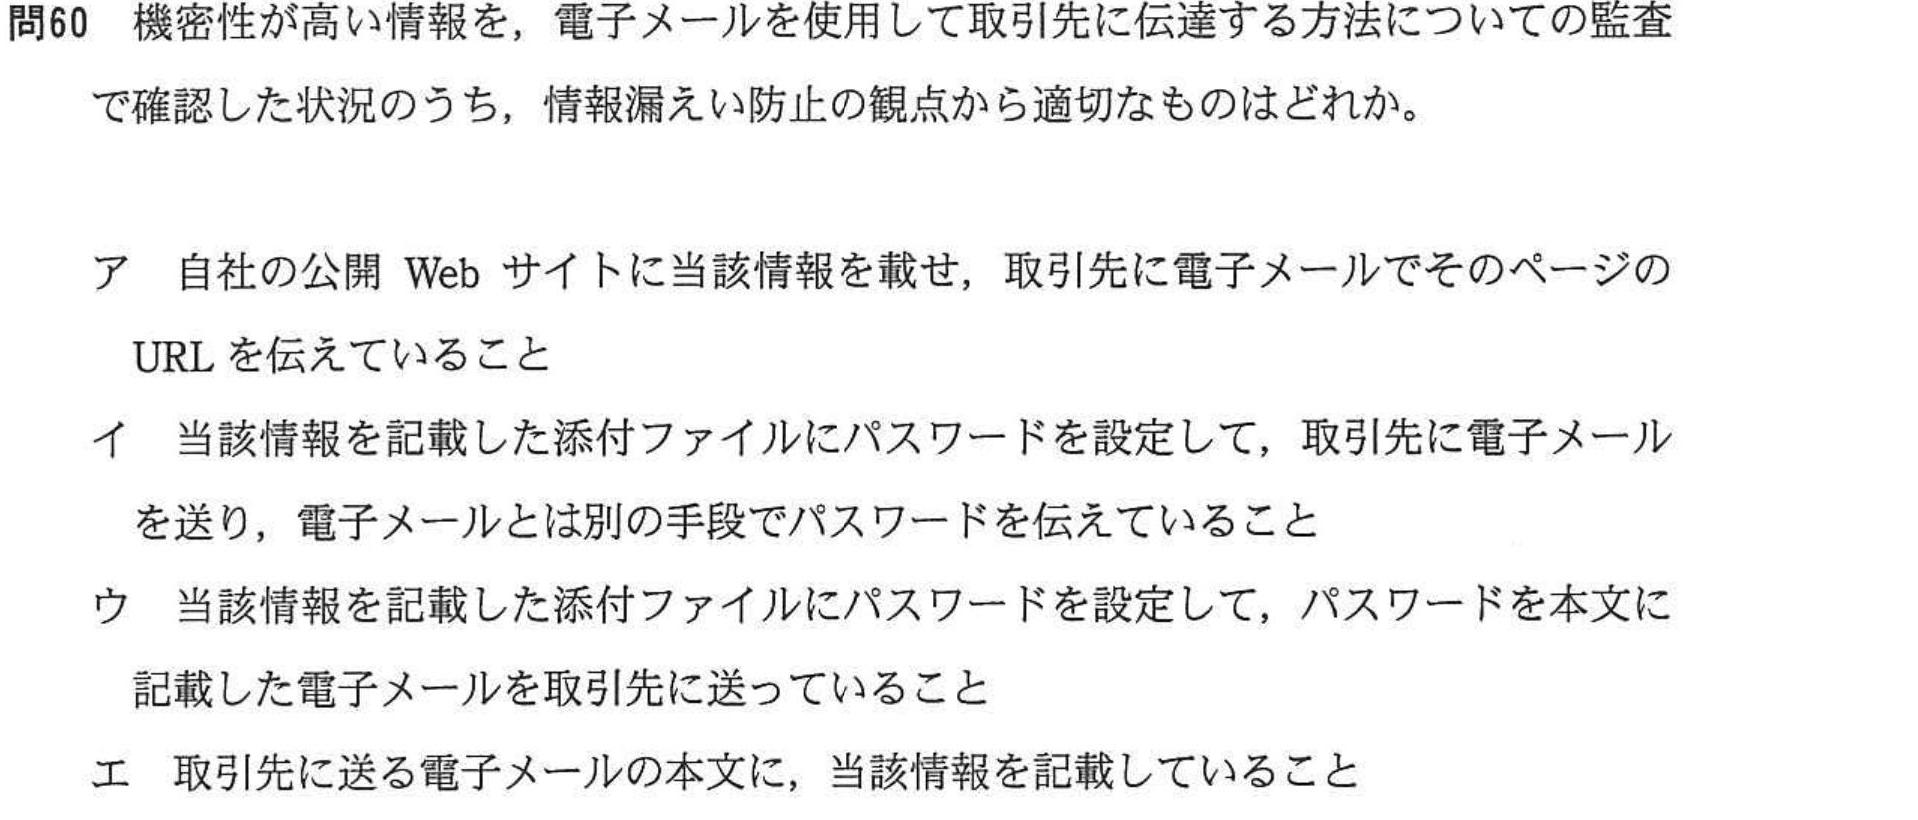 問60 機密性が高い情報を，電子メールを使用して取引先に伝達する方法についての監査
で確認した状況のうち，情報漏えい防止の観点から適切なものはどれか。
ア 自社の公開 Web サイトに当該情報を載せ，取引先に電子メールでそのページの
URL を伝えていること
イ 当該情報を記載した添付ファイルにパスワードを設定して，取引先に電子メール
を送り，電子メールとは別の手段でパスワードを伝えていること
ウ 当該情報を記載した添付ファイルにパスワードを設定して，パスワードを本文に
記載した電子メールを取引先に送っていること
エ 取引先に送る電子メールの本文に，当該情報を記載していること